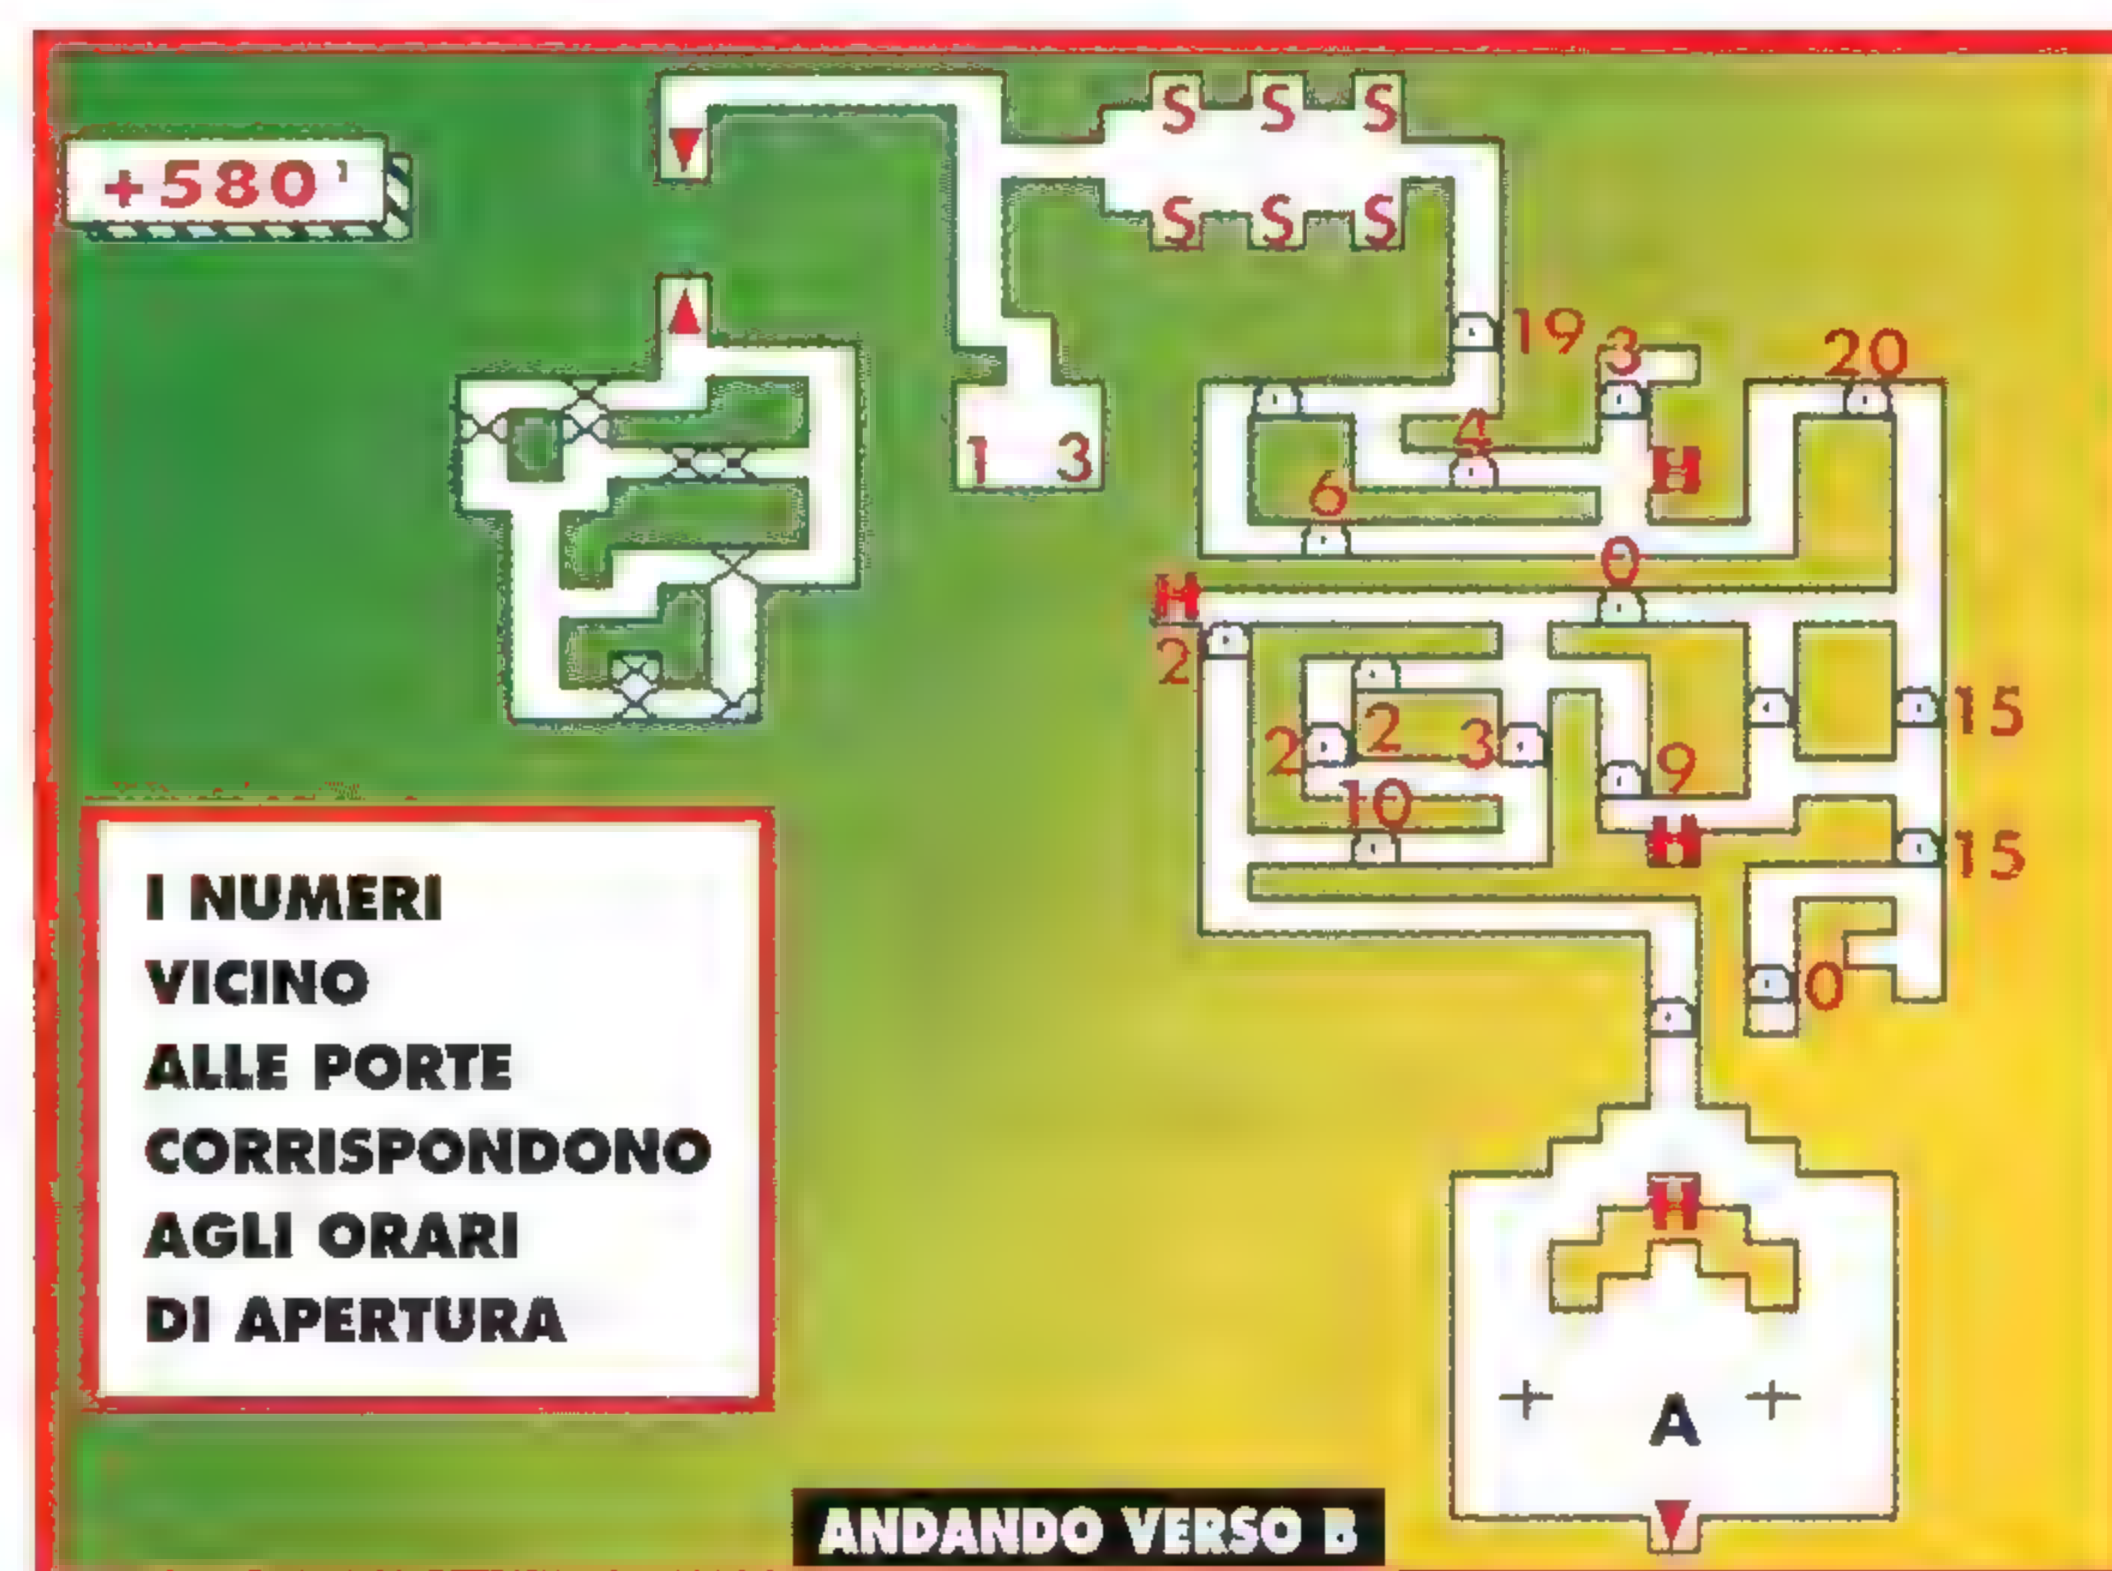 +580'
S S S
S S S
19
3
20
1 3
4
H
6
0
H
2
15
2 2 3
9
10
H
15
0
I NUMERI
VICINO
ALLE PORTE
CORRISPONDONO
AGLI ORARI
DI APERTURA
H
A
ANDANDO VERSO B